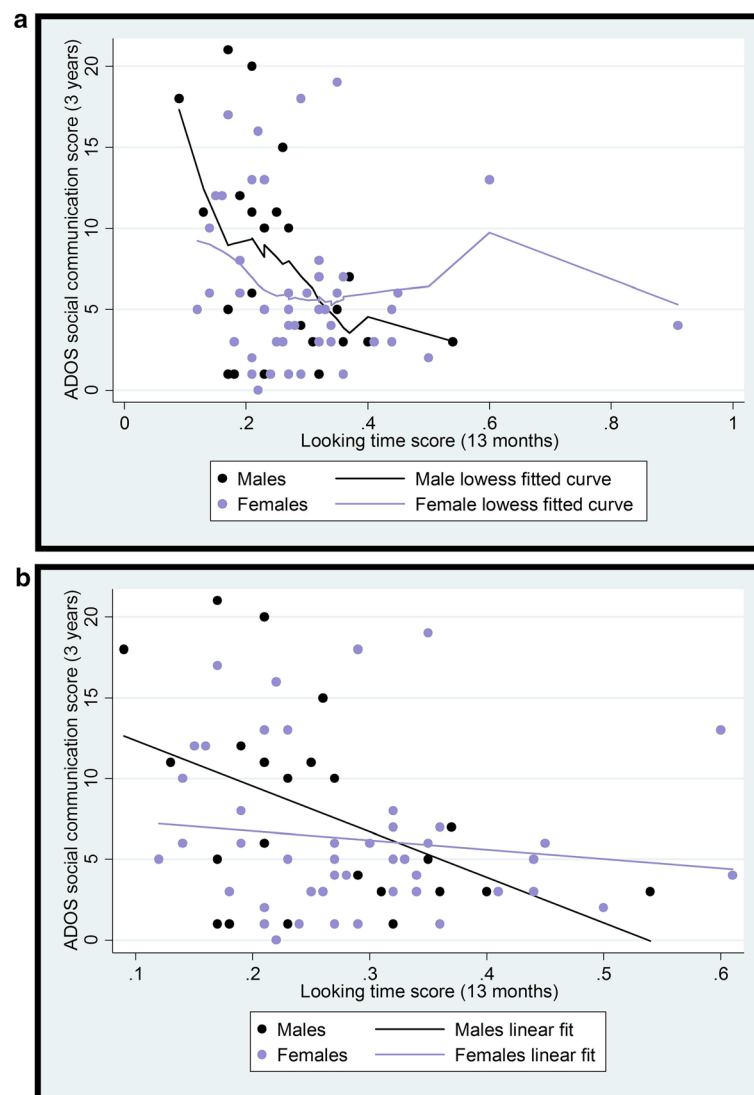 a
ADOS social communication score (3 years)
20
15
10
5
0
0 .2 .4 .6 .8 1
Looking time score (13 months)
Males Male lowess fitted curve
Females Female lowess fitted curve
b
ADOS social communication score (3 years)
20
15
10
5
0
.1 .2 .3 .4 .5 .6
Looking time score (13 months)
Males Males linear fit
Females Females linear fit